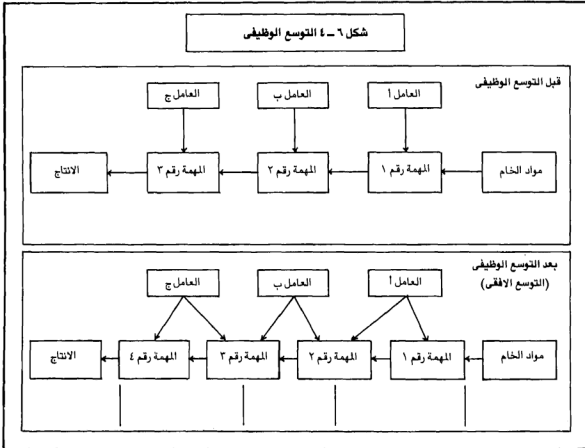 شكل ٦ – ٤ التوسع الوظيفى
قبل التوسع الوظيفى
العامل أ
العامل ب
العامل ج
مواد الخام
المهمة رقم ١
المهمة رقم ٢
المهمة رقم ٣
الانتاج
بعد التوسع الوظيفى
(التوسع الافقى)
العامل أ
العامل ب
العامل ج
مواد الخام
المهمة رقم ١
المهمة رقم ٢
المهمة رقم ٣
المهمة رقم ٤
الانتاج